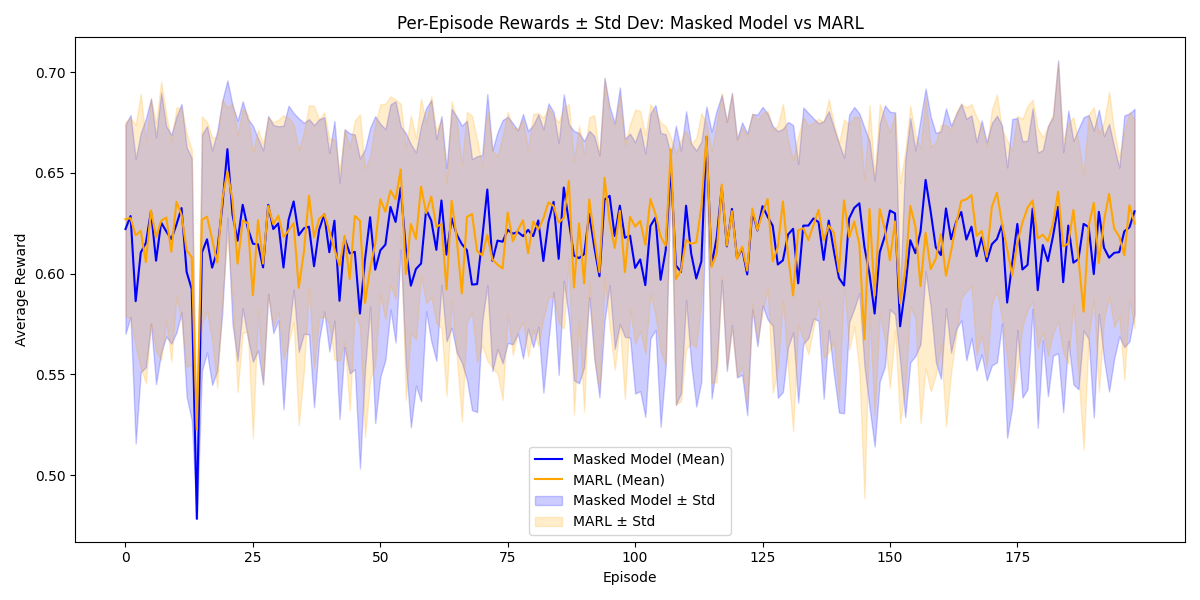 Per-Episode Rewards ± Std Dev: Masked Model vs MARL
Average Reward
0.70
0.65
0.60
0.55
0.50
Masked Model (Mean)
MARL (Mean)
Masked Model ± Std
MARL ± Std
0 25 50 75 100 125 150 175
Episode